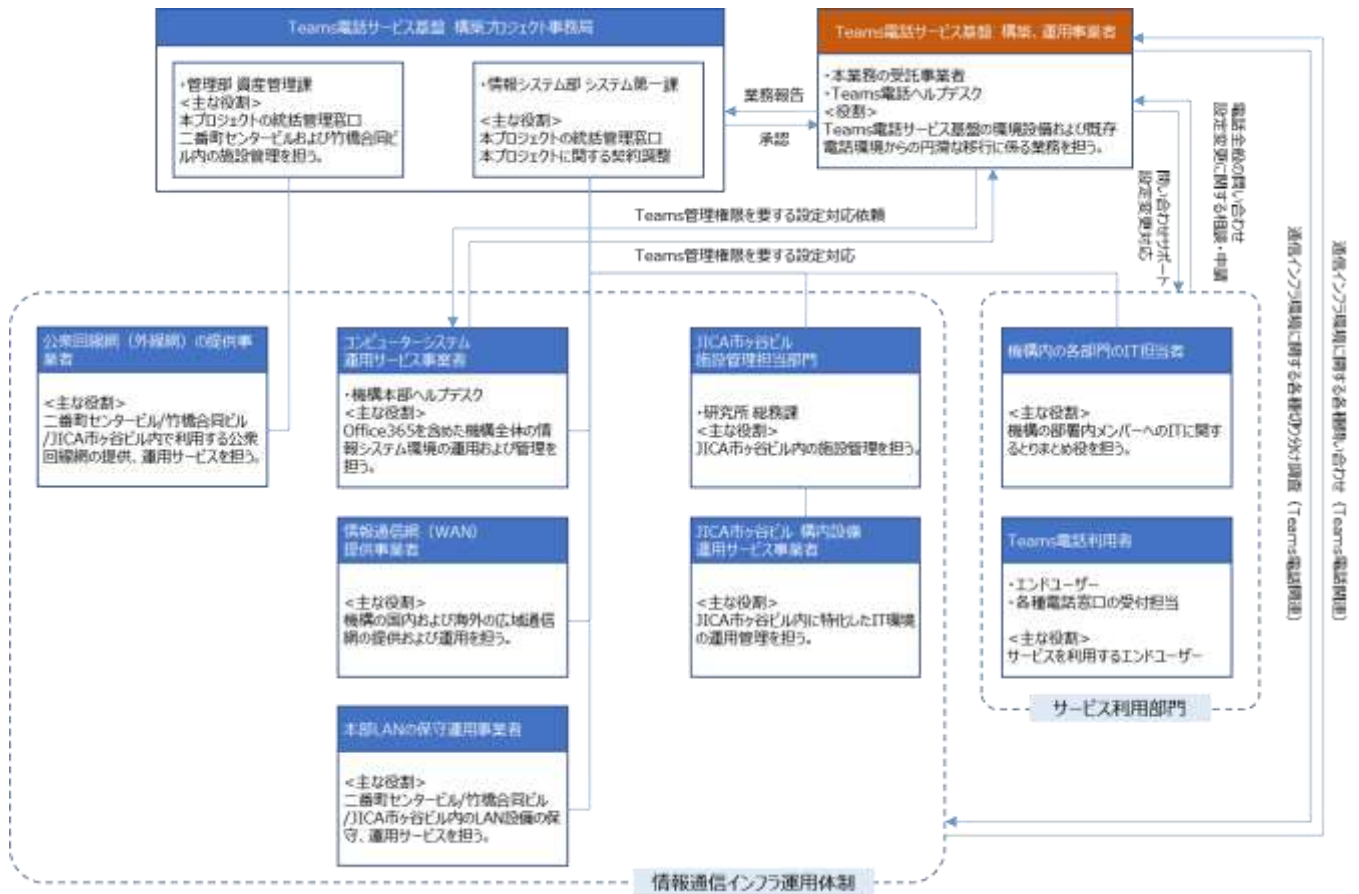 Teams電話サービス基盤 構築プロジェクト事務局
・管理部 資産管理課
<主な役割>
本プロジェクトの統括管理窓口
二番町センタービルおよび竹橋合同ビ
ル内の施設管理を担う。
・情報システム部 システム第一課
<主な役割>
本プロジェクトの統括管理窓口
本プロジェクトに関する契約調整
業務報告
承認
Teams電話サービス基盤 構築、運用事業者
・本業務の受託事業者
・Teams電話ヘルプデスク
<役割>
Teams電話サービス基盤の環境設備および既存
電話環境からの円滑な移行に係る業務を担う。
Teams管理権限を要する設定対応依頼
Teams管理権限を要する設定対応
問い合わせサポート
設定変更対応
電話全般の問い合わせ
設定変更に関する相談・申請
通信インフラ環境に関する各種切り分け調査（Teams電話関連）
通信インフラ環境に関する各種問い合わせ（Teams電話関連）
公衆回線網（外線網）の提供事
業者
<主な役割>
二番町センタービル/竹橋合同ビル
/JICA市ヶ谷ビル内で利用する公衆
回線網の提供、運用サービスを担う。
コンピューターシステム
運用サービス事業者
・機構本部ヘルプデスク
<主な役割>
Office365を含めた機構全体の情
報システム環境の運用および管理を
担う。
JICA市ヶ谷ビル
施設管理担当部門
・研究所 総務課
<主な役割>
JICA市ヶ谷ビル内の施設管理を担う。
機構内の各部門のIT担当者
<主な役割>
機構の部署内メンバーへのITに関す
るとりまとめ役を担う。
情報通信網（WAN）
提供事業者
<主な役割>
機構の国内および海外の広域通信
網の提供および運用を担う。
JICA市ヶ谷ビル 構内設備
運用サービス事業者
<主な役割>
JICA市ヶ谷ビル内に特化したIT環境
の運用管理を担う。
Teams電話利用者
・エンドユーザー
・各種電話窓口の受付担当
<主な役割>
サービスを利用するエンドユーザー
サービス利用部門
本部LANの保守運用事業者
<主な役割>
二番町センタービル/竹橋合同ビル
/JICA市ヶ谷ビル内のLAN設備の保
守、運用サービスを担う。
情報通信インフラ運用体制